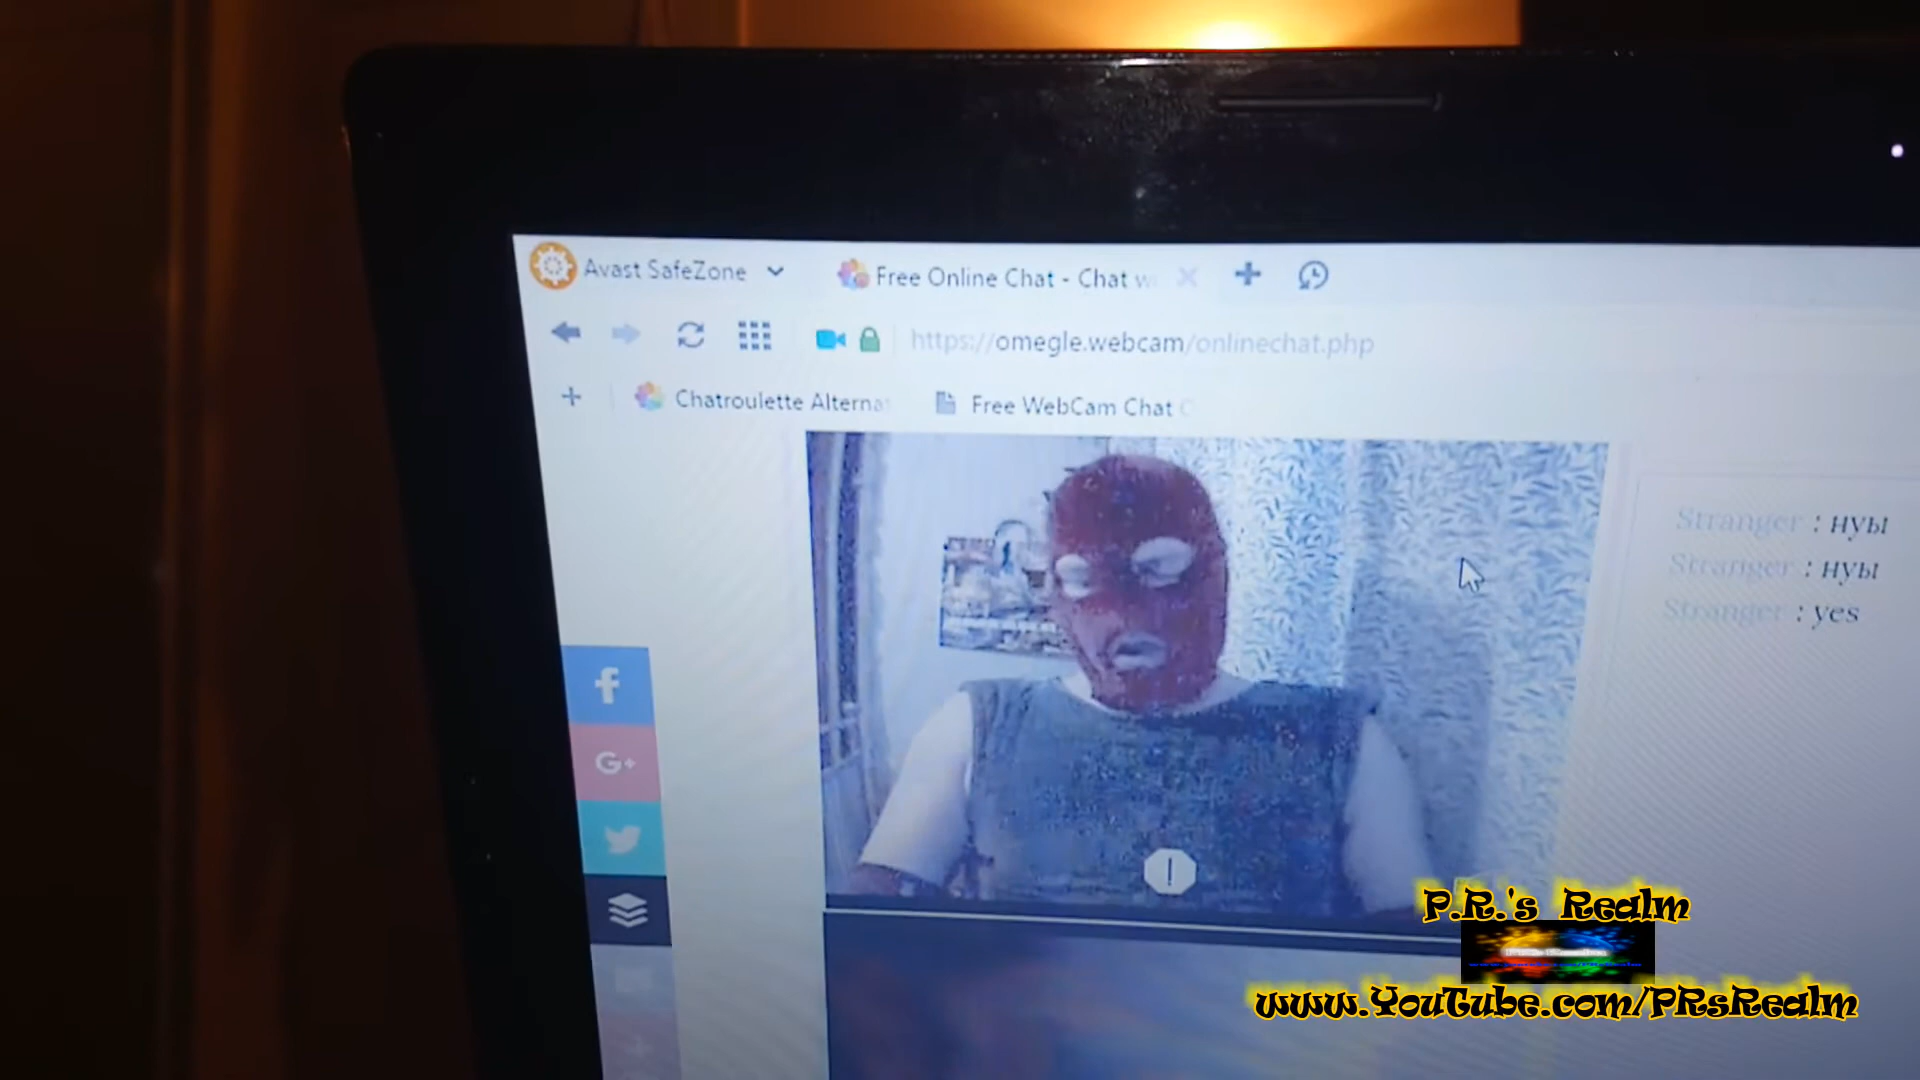 Avast SafeZone
Free Online Chat - Chat w
https://omegle.webcam/onlinechat.php
Chatroulette Alterna
Free WebCam Chat C
Stranger : нуы
Stranger : нуы
Stranger : yes
f
G+
P.R.'s Realm
www.YouTube.com/PRsRealm